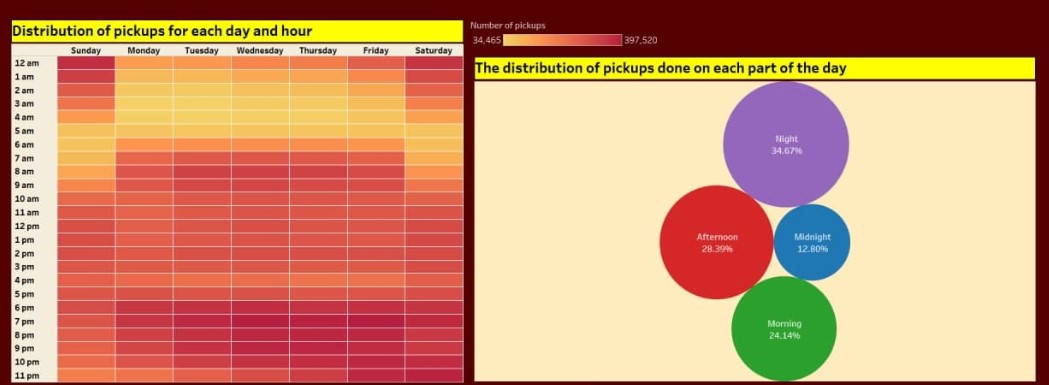 Distribution of pickups for each day and hour
Sunday Monday Tuesday Wednesday Thursday Friday Saturday
12 am
1 am
2 am
3 am
4 am
5 am
6 am
7 am
8 am
9 am
10 am
11 am
12 pm
1 pm
2 pm
3 pm
4 pm
5 pm
6 pm
7 pm
8 pm
9 pm
10 pm
11 pm
Number of pickups
34,465 397,520
The distribution of pickups done on each part of the day
Night
34.67%
Afternoon
28.39%
Midnight
12.80%
Morning
24.14%